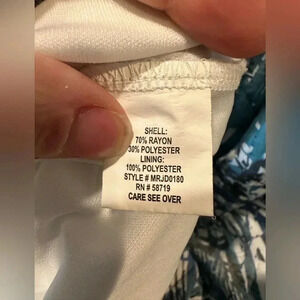 SHELL:
70% RAYON
30% POLYESTER
LINING:
100% POLYESTER
STYLE # MRJD0180
RN # 58719
CARE SEE OVER